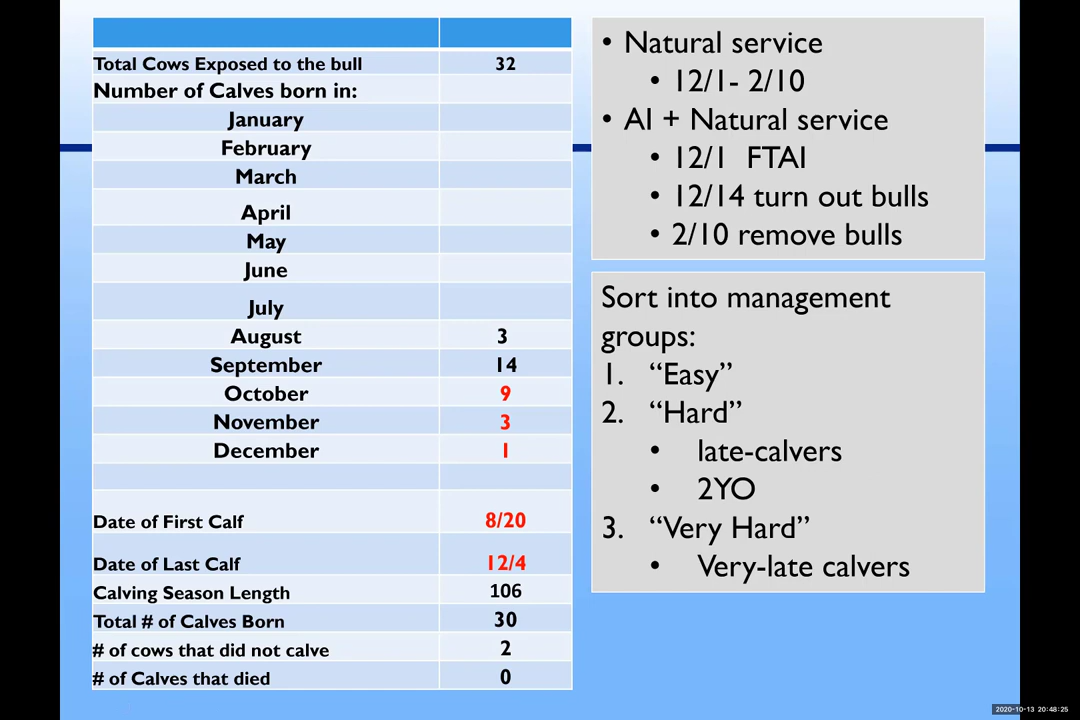 Total Cows Exposed to the bull 32
Number of Calves born in:
January
February
March
April
May
June
July
August 3
September 14
October 9
November 3
December 1
Date of First Calf 8/20
Date of Last Calf 12/4
Calving Season Length 106
Total # of Calves Born 30
# of cows that did not calve 2
# of Calves that died 0
• Natural service
• 12/1- 2/10
• AI + Natural service
• 12/1 FTAI
• 12/14 turn out bulls
• 2/10 remove bulls
Sort into management
groups:
1. “Easy”
2. “Hard”
• late-calvers
• 2YO
3. “Very Hard”
• Very-late calvers
2020-10-13 20:48:25